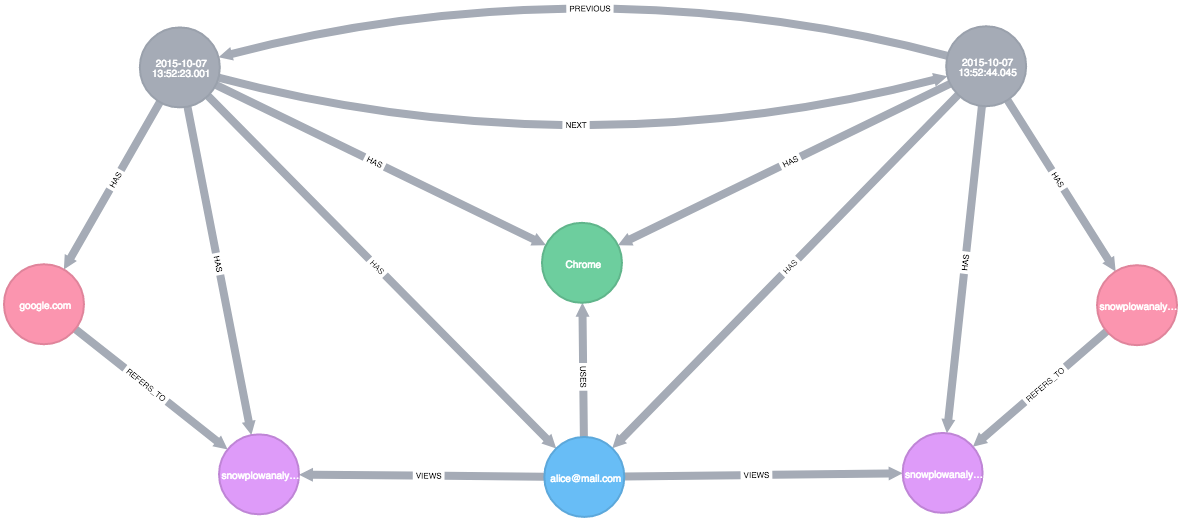 PREVIOUS
2015-10-07
13:52:23.001
2015-10-07
13:52:44.045
NEXT
HAS
HAS
HAS
HAS
HAS
HAS
HAS
HAS
Chrome
google.com
snowplowanaly…
REFERS_TO
USES
REFERS_TO
snowplowanaly…
VIEWS
alice@mail.com
VIEWS
snowplowanaly…